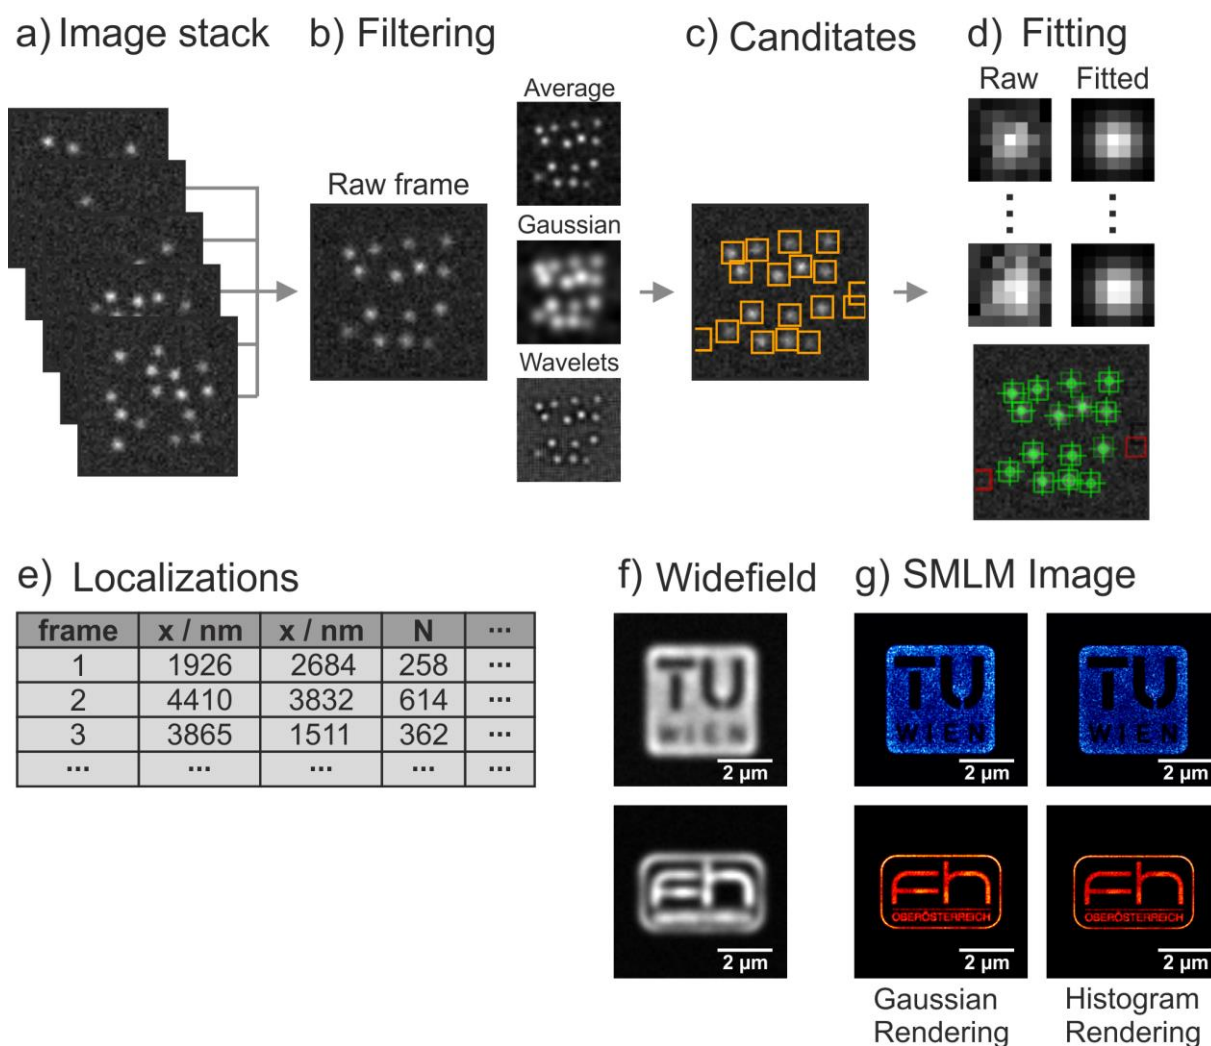 a) Image stack
b) Filtering
c) Canditates
d) Fitting
Raw frame
Average
Gaussian
Wavelets
Raw
Fitted
e) Localizations
frame x / nm x / nm N ...
1 1926 2684 258 ...
2 4410 3832 614 ...
3 3865 1511 362 ...
... ... ... ... ...
f) Widefield
TU
WIEN
2 µm
Fh
2 µm
g) SMLM Image
TU
WIEN
2 µm
TU
WIEN
2 µm
Fh
OBERÖSTERREICH
2 µm
Fh
OBERÖSTERREICH
2 µm
Gaussian
Rendering
Histogram
Rendering